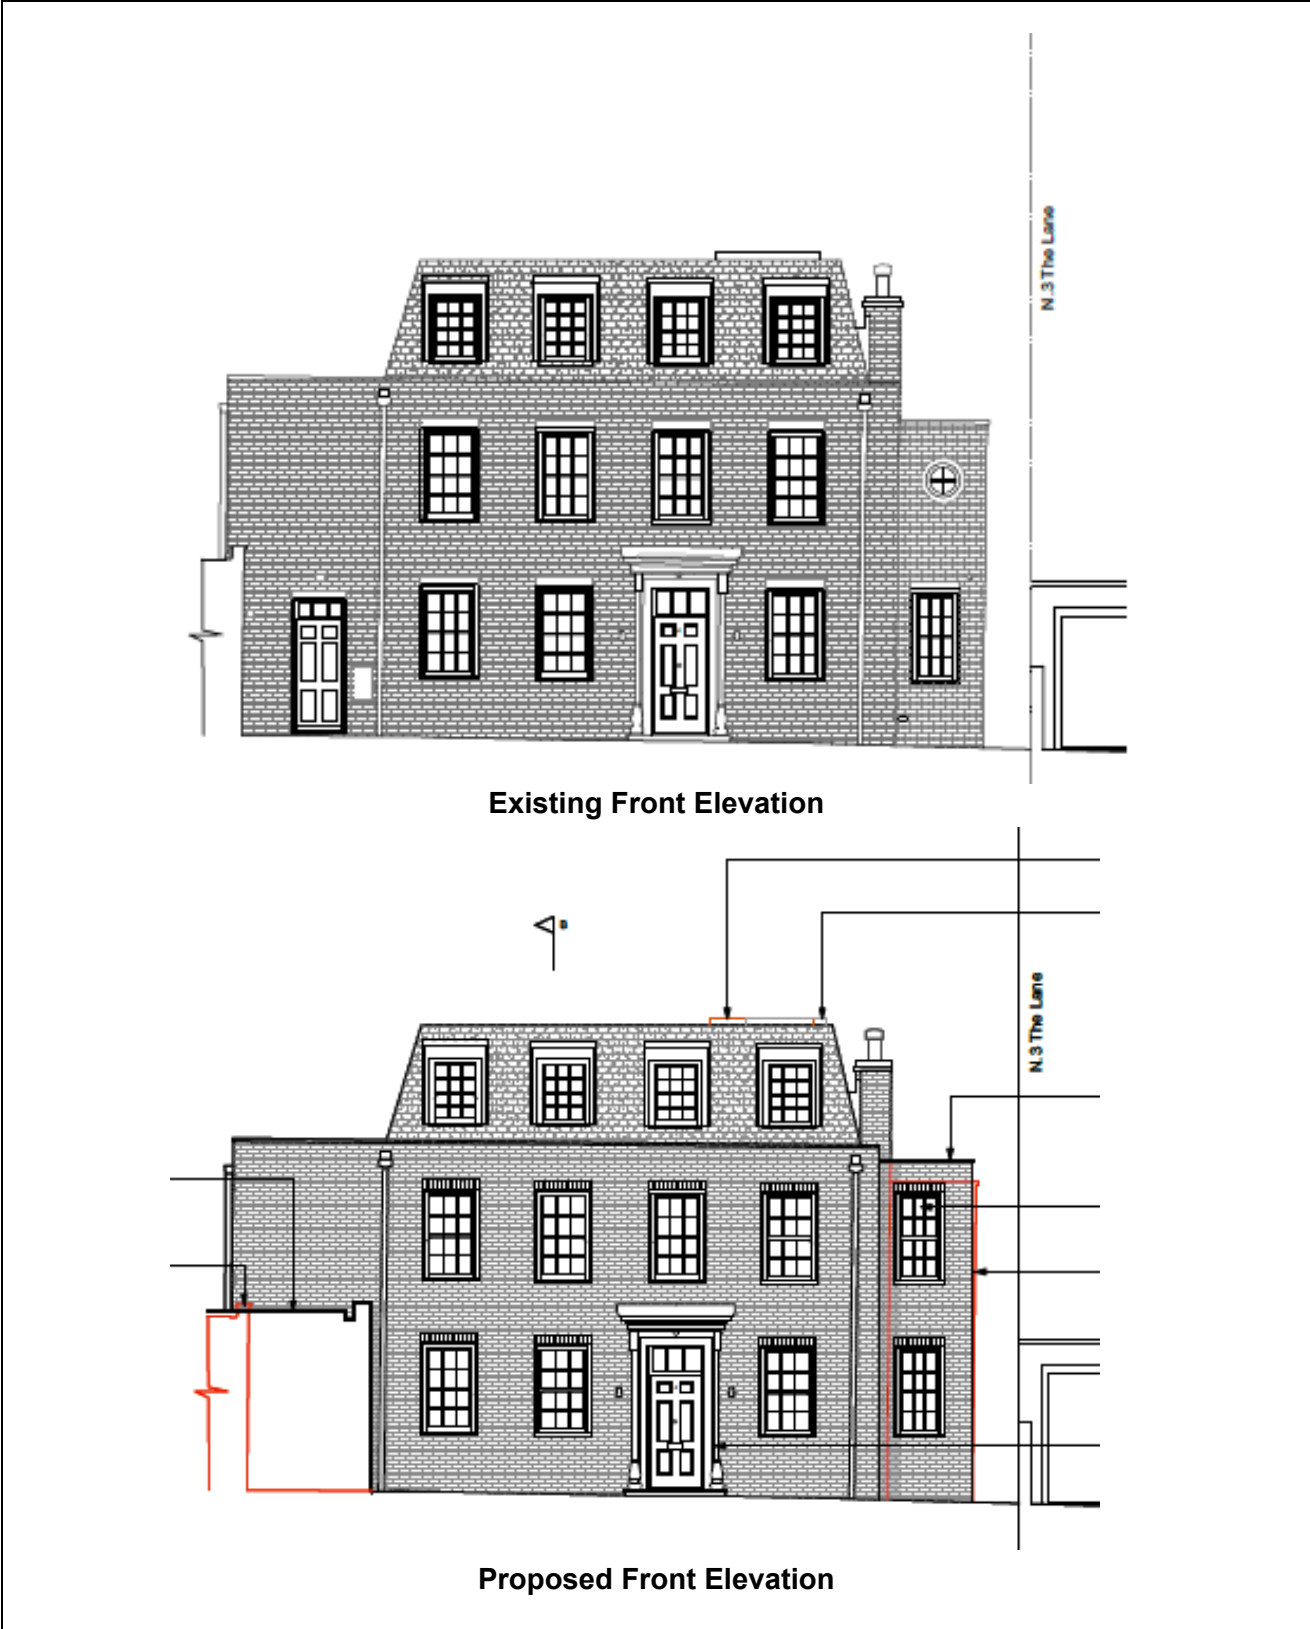 N.3 The Lane
Existing Front Elevation
B
N.3 The Lane
Proposed Front Elevation